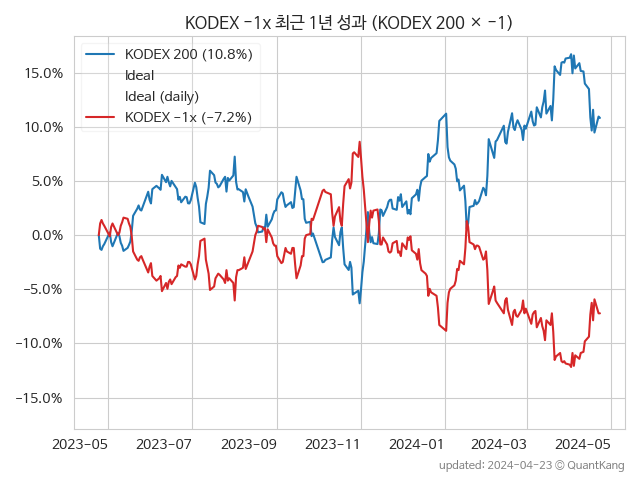 KODEX -1x 최근 1년 성과 (KODEX 200 × -1)
KODEX 200 (10.8%)
Ideal
Ideal (daily)
KODEX -1x (-7.2%)
15.0%
10.0%
5.0%
0.0%
-5.0%
-10.0%
-15.0%
2023-05 2023-07 2023-09 2023-11 2024-01 2024-03 2024-05
updated: 2024-04-23 © QuantKang